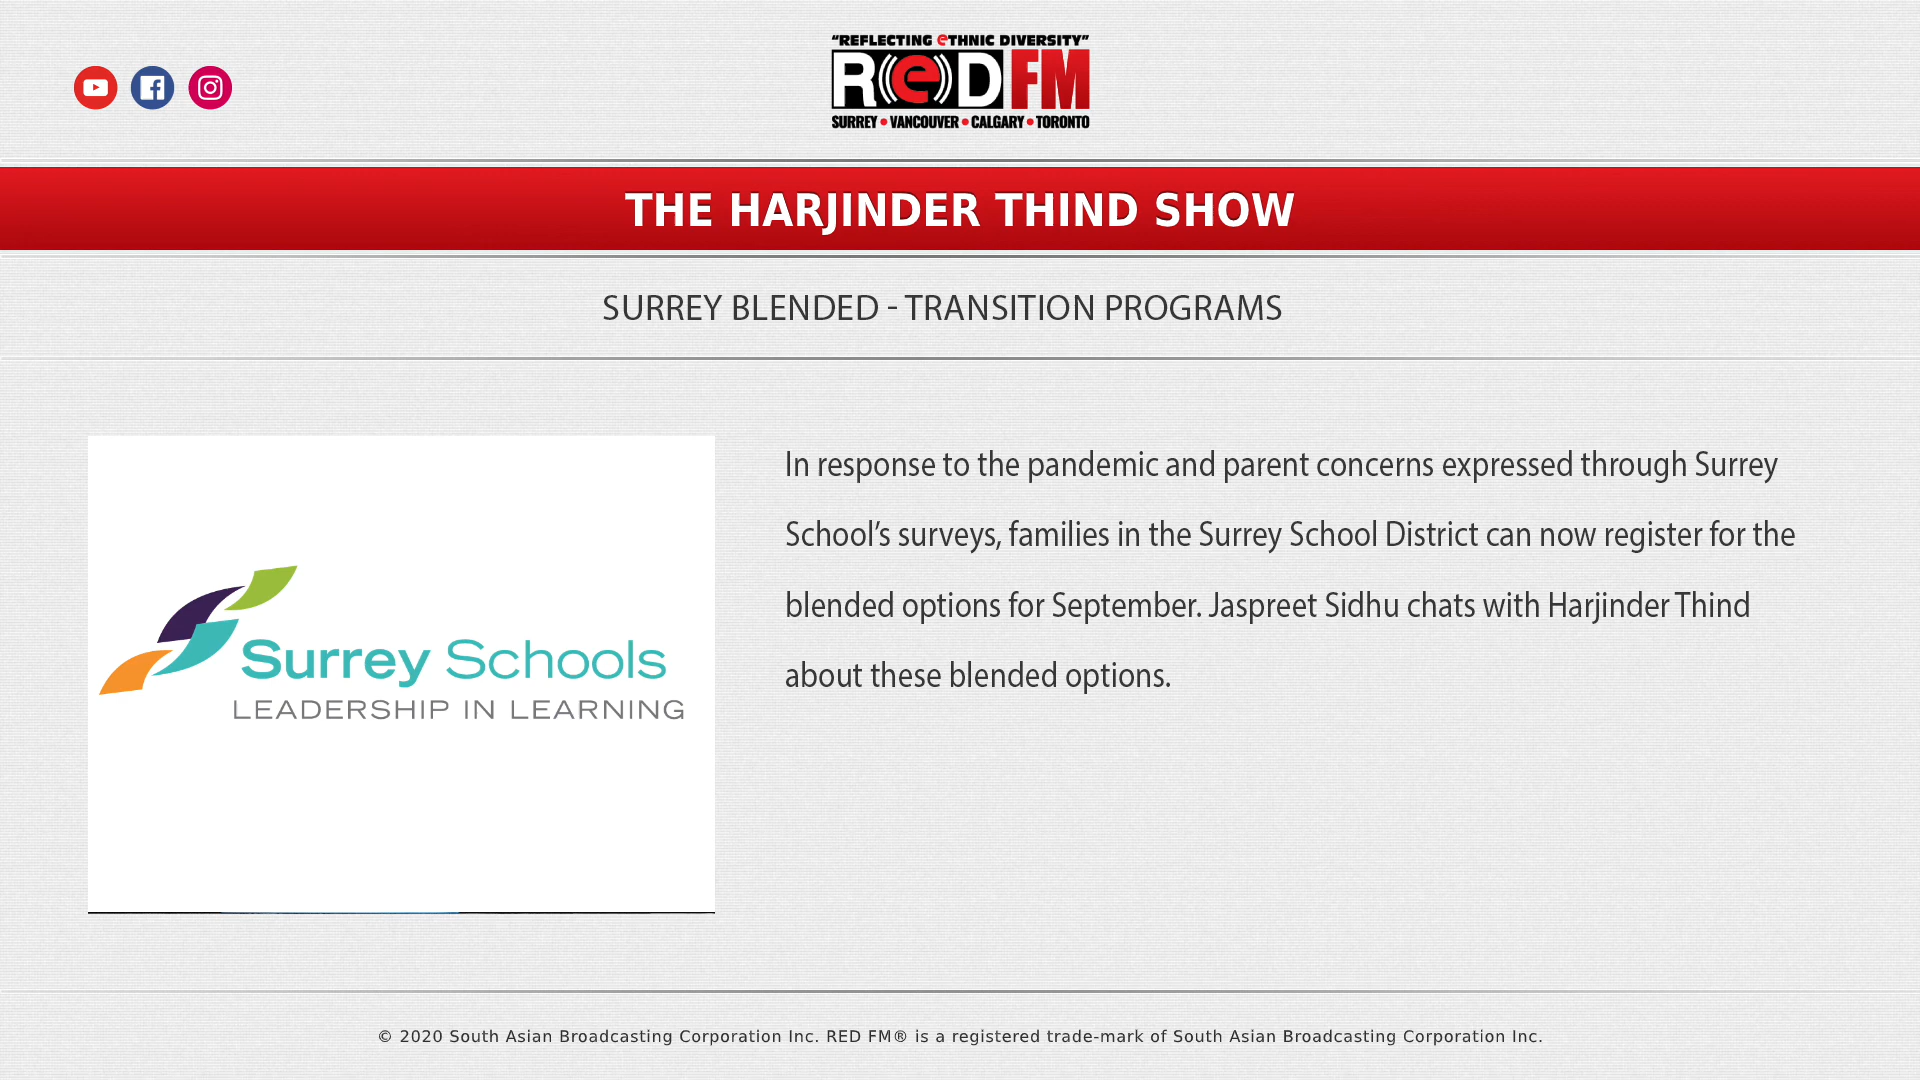 “REFLECTING eTHNIC DIVERSITY”
ReD FM
SURREY • VANCOUVER • CALGARY • TORONTO
THE HARJINDER THIND SHOW
SURREY BLENDED - TRANSITION PROGRAMS
In response to the pandemic and parent concerns expressed through Surrey
School’s surveys, families in the Surrey School District can now register for the
blended options for September. Jaspreet Sidhu chats with Harjinder Thind
about these blended options.
Surrey Schools
LEADERSHIP IN LEARNING
© 2020 South Asian Broadcasting Corporation Inc. RED FM® is a registered trade-mark of South Asian Broadcasting Corporation Inc.